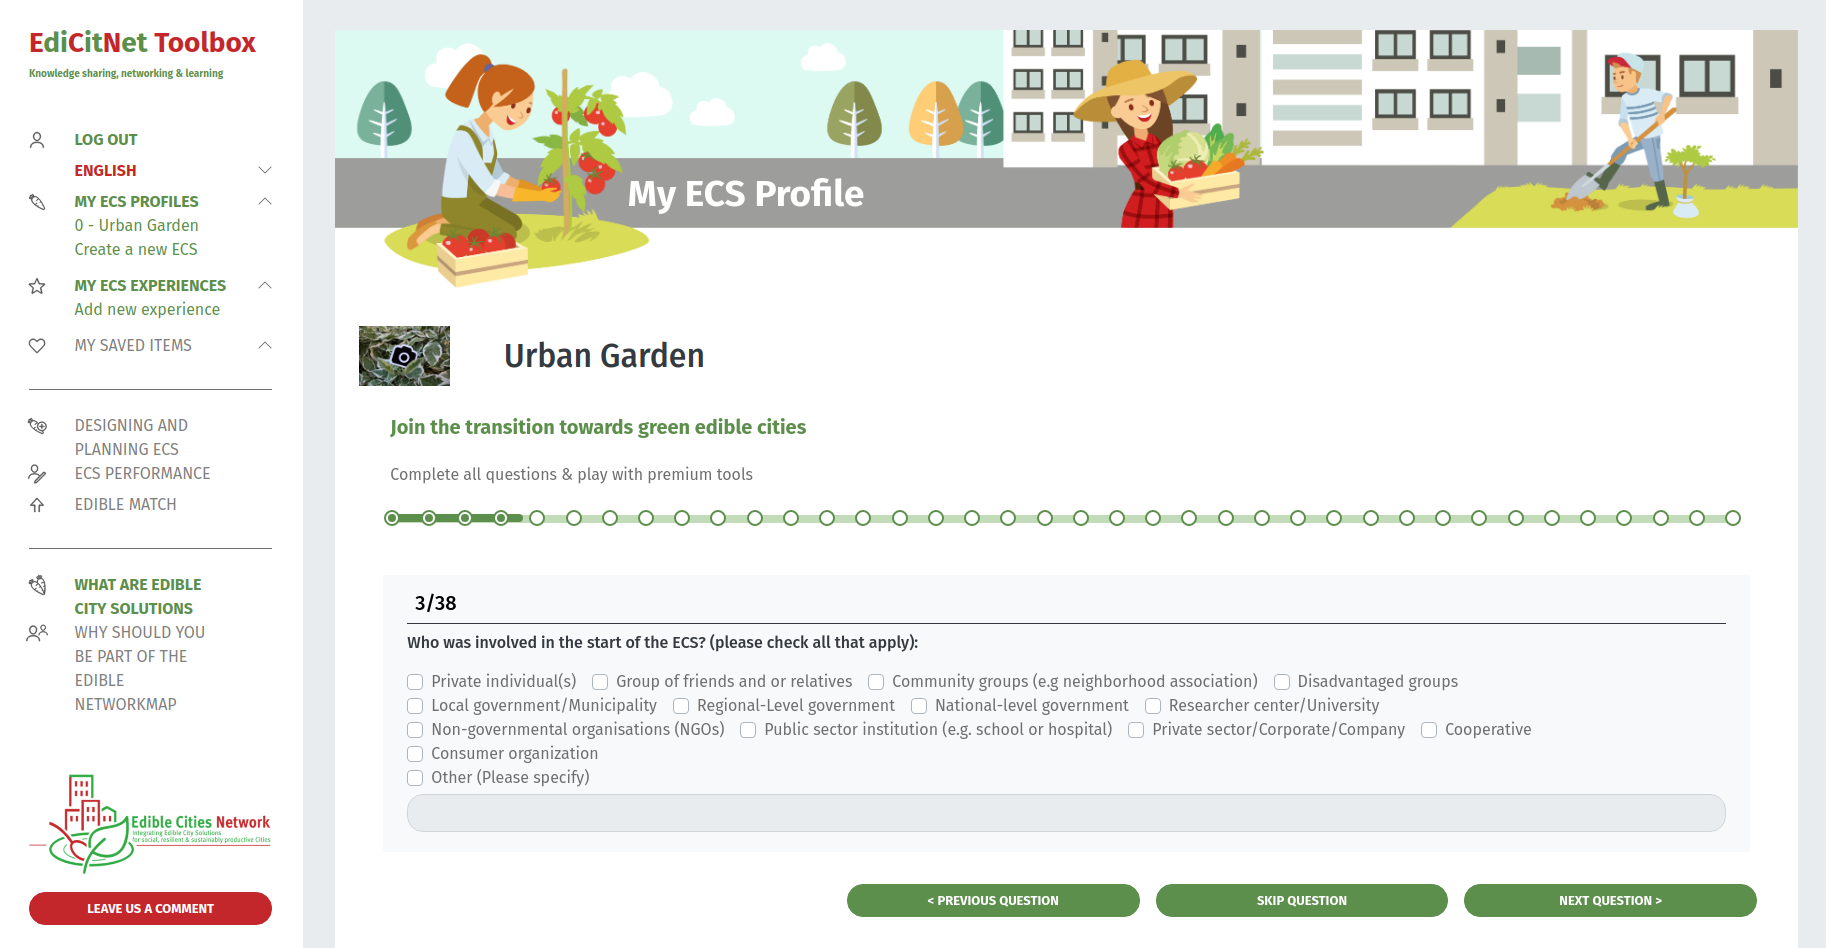 EdiCitNet Toolbox
Knowledge sharing, networking & learning
LOG OUT
ENGLISH
MY ECS PROFILES
0 - Urban Garden
Create a new ECS
MY ECS EXPERIENCES
Add new experience
MY SAVED ITEMS
DESIGNING AND
PLANNING ECS
ECS PERFORMANCE
EDIBLE MATCH
WHAT ARE EDIBLE
CITY SOLUTIONS
WHY SHOULD YOU
BE PART OF THE
EDIBLE
NETWORKMAP
Edible Cities Network
Integrating Edible City Solutions
for social, resilient & sustainably productive Cities
LEAVE US A COMMENT
My ECS Profile
Urban Garden
Join the transition towards green edible cities
Complete all questions & play with premium tools
3/38
Who was involved in the start of the ECS? (please check all that apply):
Private individual(s) Group of friends and or relatives Community groups (e.g neighborhood association) Disadvantaged groups
Local government/Municipality Regional-Level government National-level government Researcher center/University
Non-governmental organisations (NGOs) Public sector institution (e.g. school or hospital) Private sector/Corporate/Company Cooperative
Consumer organization
Other (Please specify)
< PREVIOUS QUESTION SKIP QUESTION NEXT QUESTION >